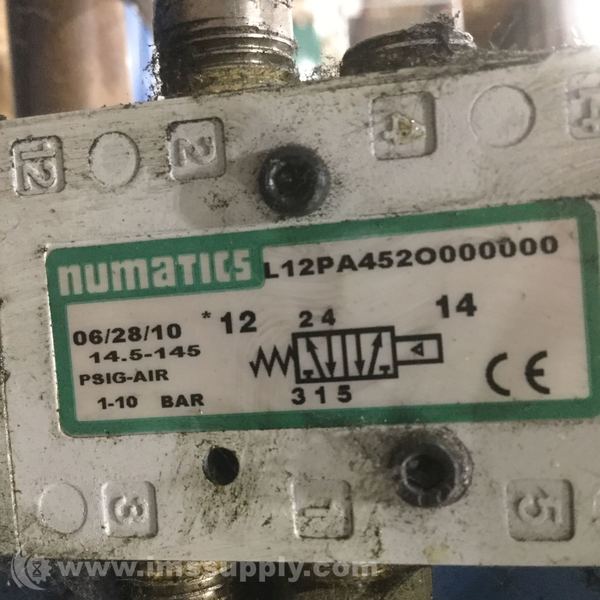 12 2 4 14
numatics L12PA452O000000
06/28/10 *12 2 4 14
14.5-145
PSIG-AIR
1-10 BAR 3 1 5 CE
3 1 5
www.imssupply.com